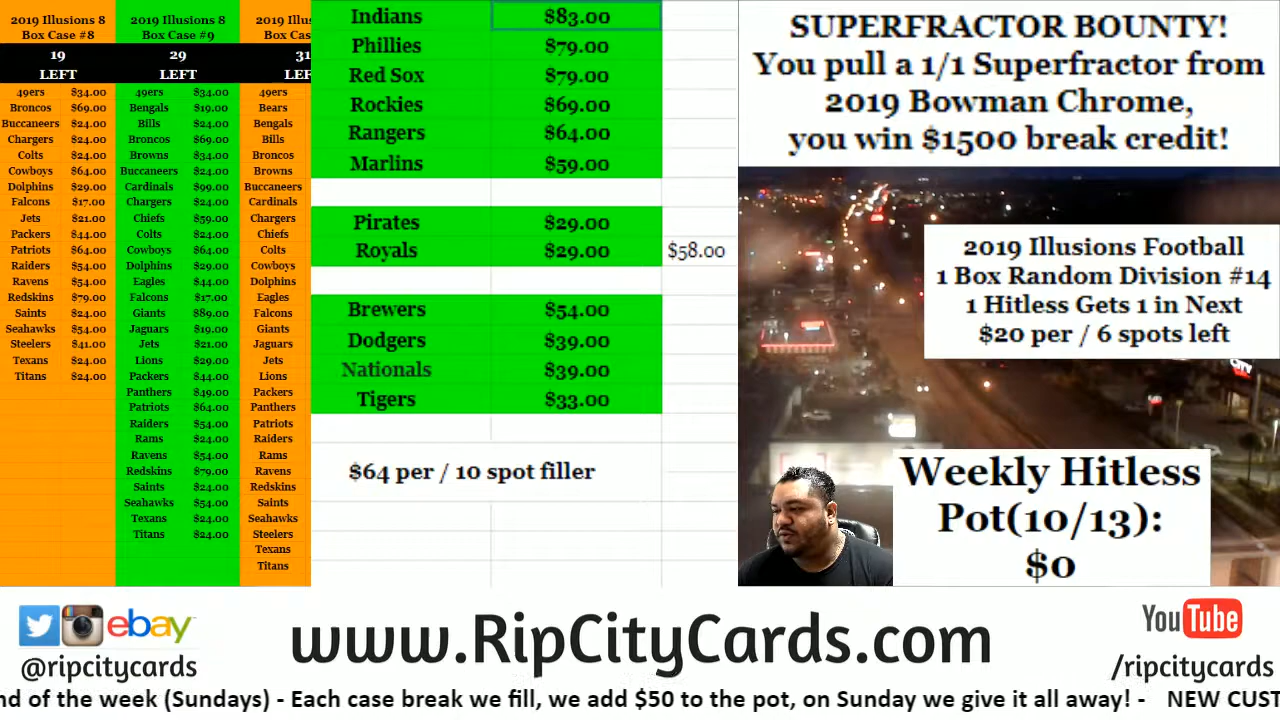 2019 Illusions 8
Box Case #8
19
LEFT
49ers $34.00
Broncos $69.00
Buccaneers $24.00
Chargers $24.00
Colts $24.00
Cowboys $64.00
Dolphins $29.00
Falcons $17.00
Jets $21.00
Packers $44.00
Patriots $64.00
Raiders $54.00
Ravens $54.00
Redskins $79.00
Saints $24.00
Seahawks $54.00
Steelers $41.00
Texans $24.00
Titans $24.00
2019 Illusions 8
Box Case #9
29
LEFT
49ers $34.00
Bengals $19.00
Bills $24.00
Broncos $69.00
Browns $34.00
Buccaneers $24.00
Cardinals $99.00
Chargers $24.00
Chiefs $59.00
Colts $24.00
Cowboys $64.00
Dolphins $29.00
Eagles $44.00
Falcons $17.00
Giants $89.00
Jaguars $19.00
Jets $21.00
Lions $29.00
Packers $44.00
Panthers $49.00
Patriots $64.00
Raiders $54.00
Rams $24.00
Ravens $54.00
Redskins $79.00
Saints $24.00
Seahawks $54.00
Texans $24.00
Titans $24.00
2019 Illus
Box Cas
31
LEF
49ers
Bears
Bengals
Bills
Broncos
Browns
Buccaneers
Cardinals
Chargers
Chiefs
Colts
Cowboys
Dolphins
Eagles
Falcons
Giants
Jaguars
Jets
Lions
Packers
Panthers
Patriots
Raiders
Rams
Ravens
Redskins
Saints
Seahawks
Steelers
Texans
Titans
Indians $83.00
Phillies $79.00
Red Sox $79.00
Rockies $69.00
Rangers $64.00
Marlins $59.00
Pirates $29.00
Royals $29.00 $58.00
Brewers $54.00
Dodgers $39.00
Nationals $39.00
Tigers $33.00
$64 per / 10 spot filler
SUPERFRACTOR BOUNTY!
You pull a 1/1 Superfractor from
2019 Bowman Chrome,
you win $1500 break credit!
2019 Illusions Football
1 Box Random Division #14
1 Hitless Gets 1 in Next
$20 per / 6 spots left
Weekly Hitless
Pot(10/13):
$0
ebay
@ripcitycards
www.RipCityCards.com
YouTube
/ripcitycards
nd of the week (Sundays) - Each case break we fill, we add $50 to the pot, on Sunday we give it all away! - NEW CUST